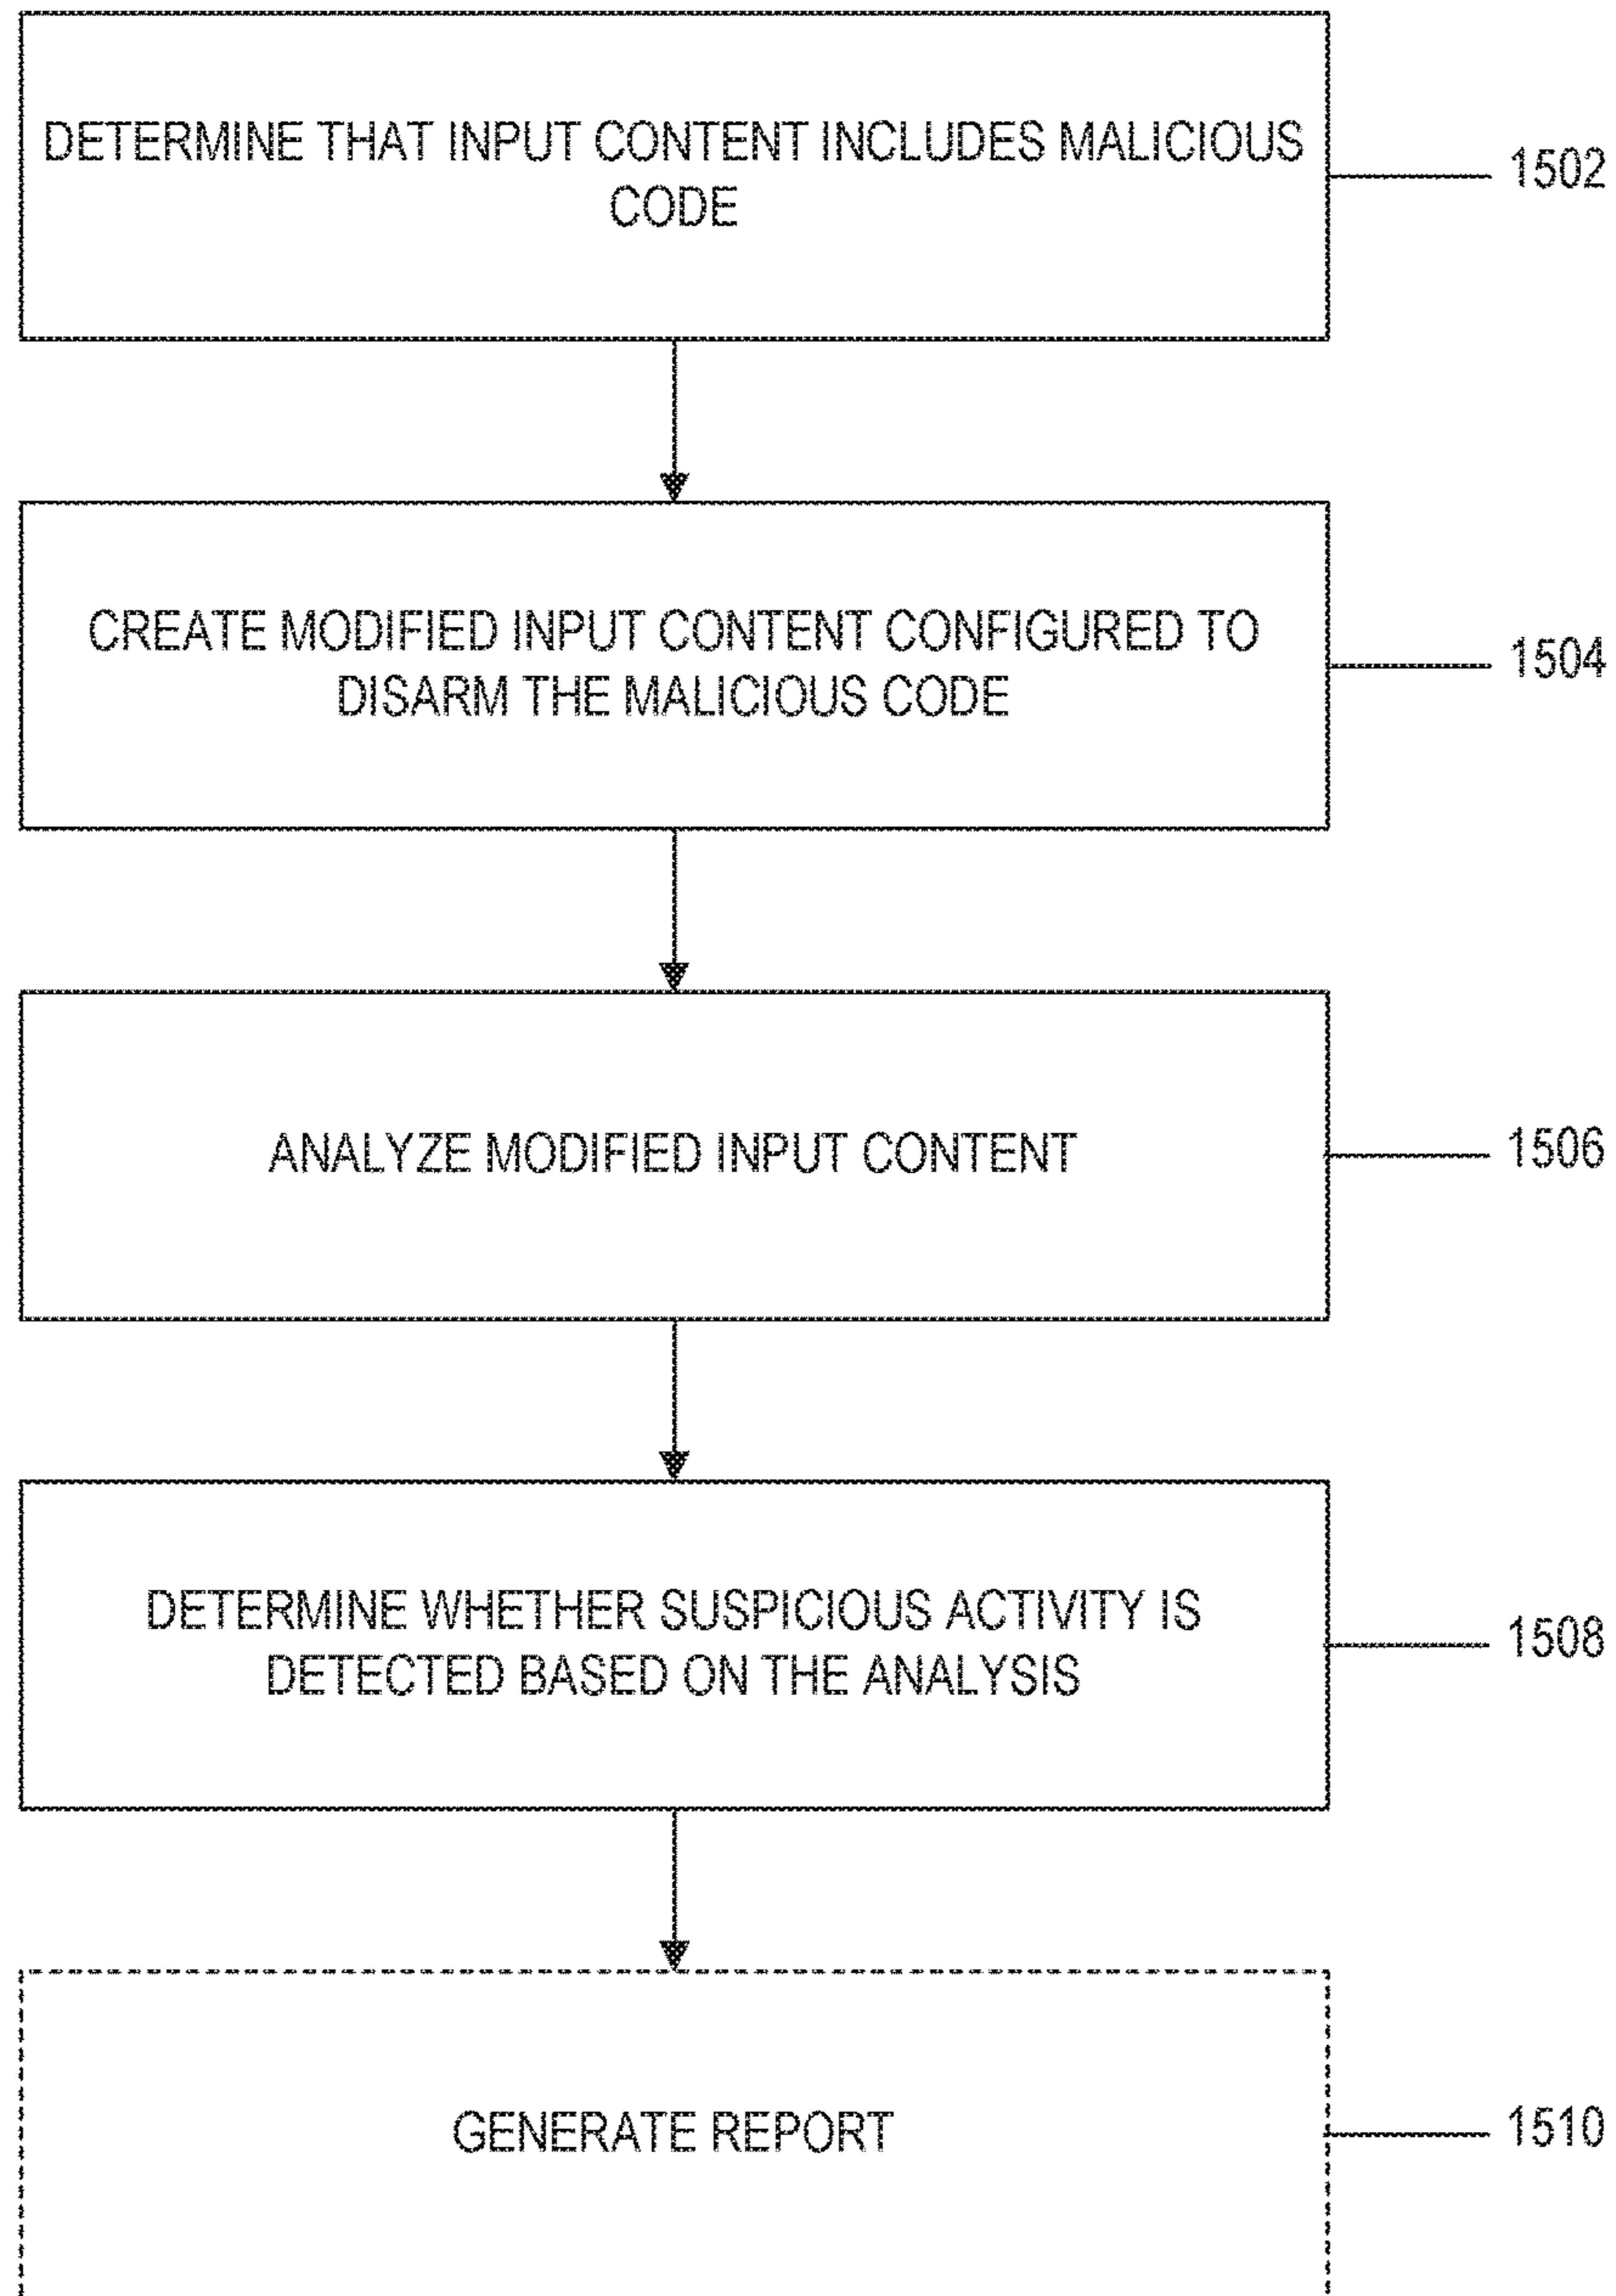 DETERMINE THAT INPUT CONTENT INCLUDES MALICIOUS
CODE
1502
CREATE MODIFIED INPUT CONTENT CONFIGURED TO
DISARM THE MALICIOUS CODE
1504
ANALYZE MODIFIED INPUT CONTENT
1506
DETERMINE WHETHER SUSPICIOUS ACTIVITY IS
DETECTED BASED ON THE ANALYSIS
1508
GENERATE REPORT
1510